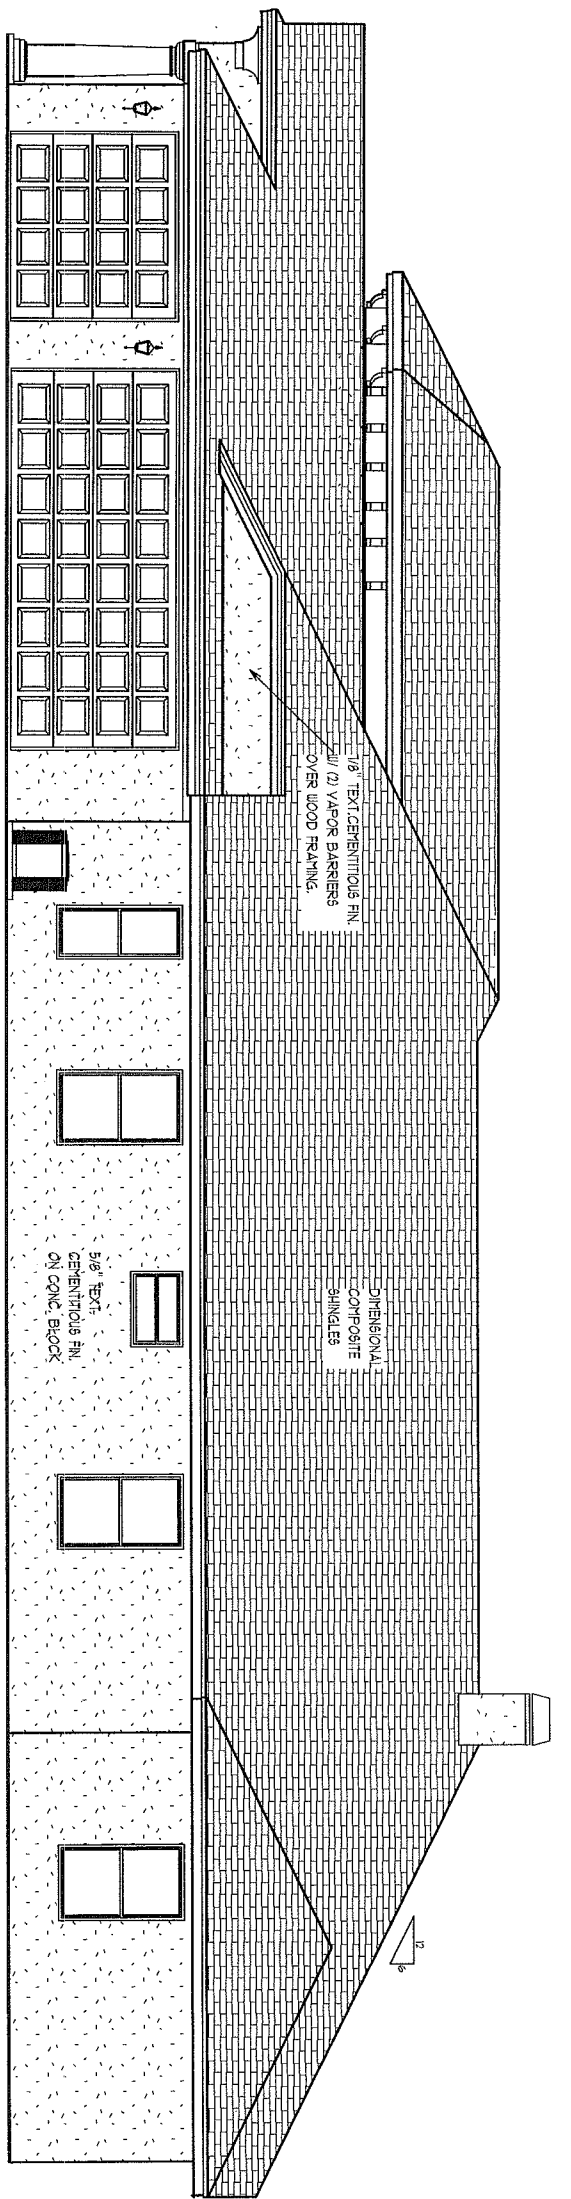 7/8" TEXT. CEMENTITIOUS FIN.
W/ (2) VAPOR BARRIERS
OVER WOOD FRAMING.
DIMENSIONAL
COMPOSITE
SHINGLES
5/8" TEXT.
CEMENTITIOUS FIN.
ON CONC. BLOCK
12
6